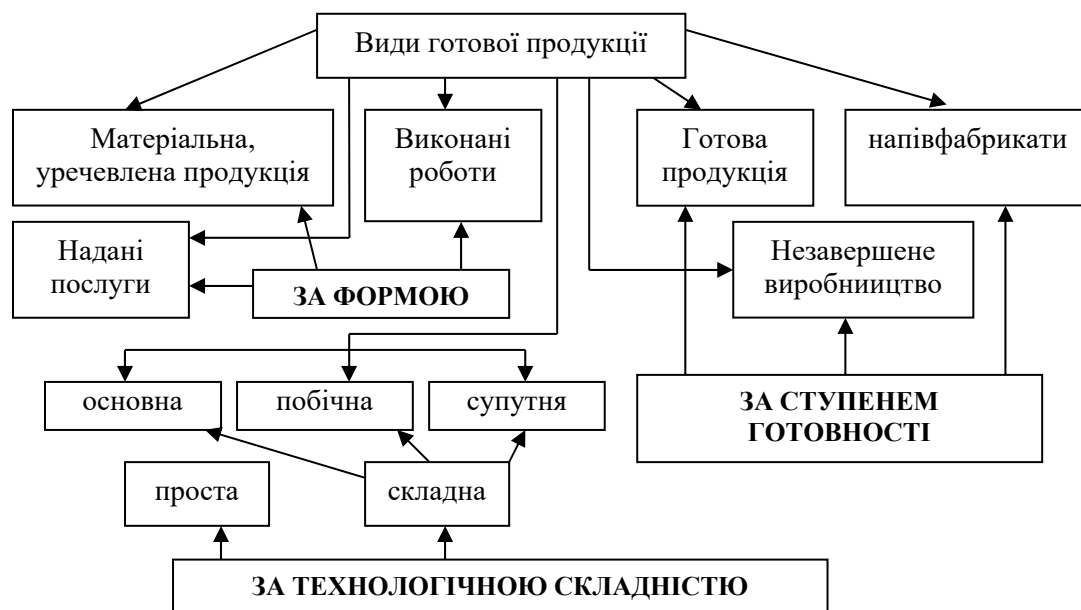 Види готової продукції
Матеріальна,
уречевлена продукція
Виконані
роботи
Готова
продукція
напівфабрикати
Надані
послуги
ЗА ФОРМОЮ
Незавершене
виробниицтво
основна
побічна
супутня
ЗА СТУПЕНЕМ
ГОТОВНОСТІ
проста
складна
ЗА ТЕХНОЛОГІЧНОЮ СКЛАДНІСТЮ